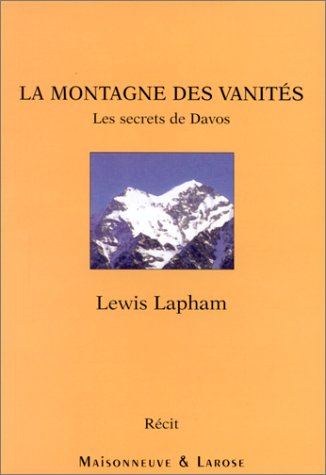 LA MONTAGNE DES VANITÉS
Les secrets de Davos
Lewis Lapham
Récit
MAISONNEUVE & LAROSE